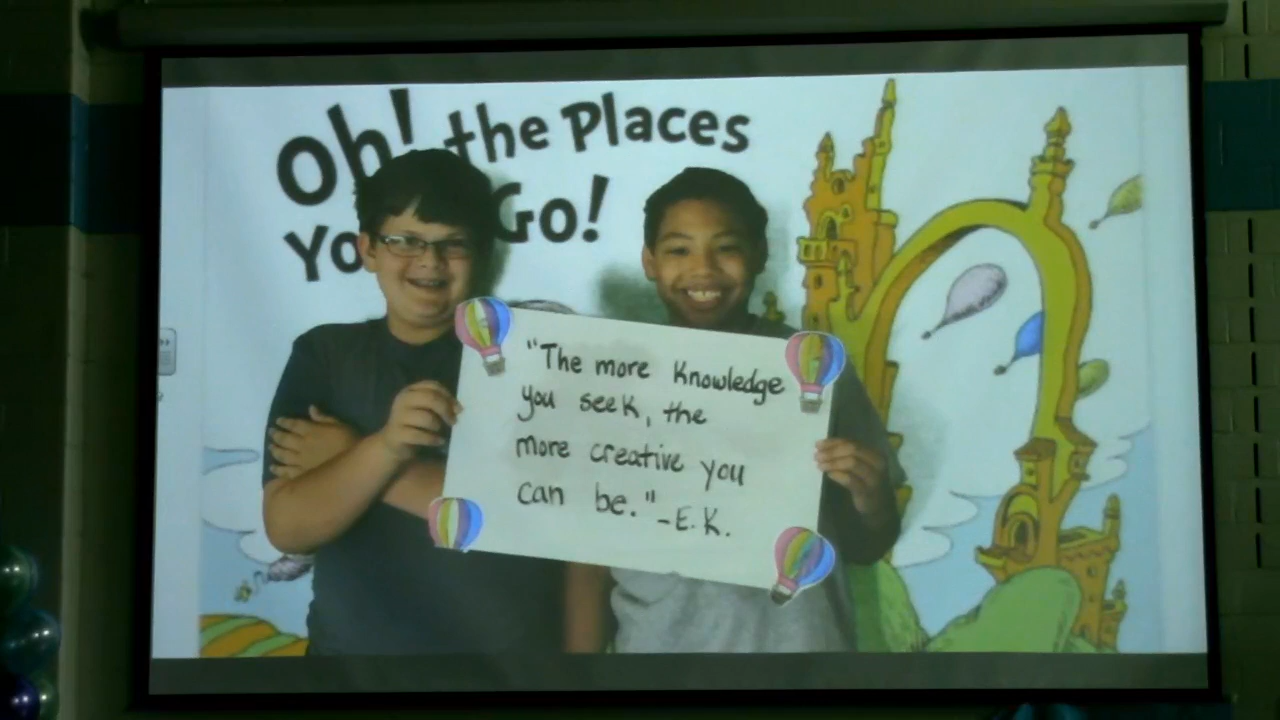 Oh! the Places
Yo Go!
"The more Knowledge
you seek, the
more creative you
can be." -E.K.